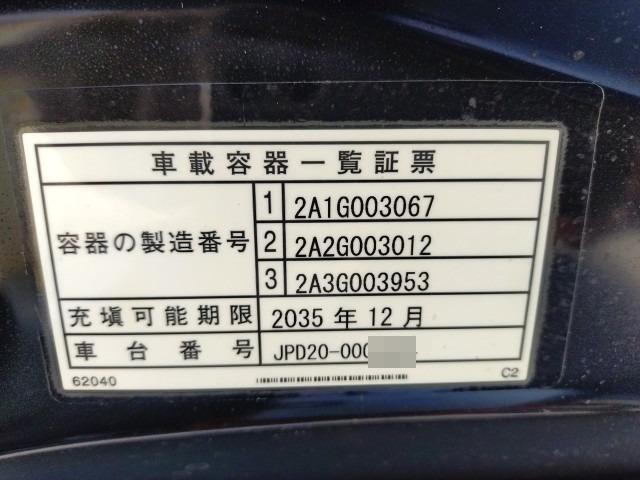 車載容器一覧証票
容器の製造番号
1 2A1G003067
2 2A2G003012
3 2A3G003953
充塡可能期限 2035年12月
車台番号 JPD20-000
62040 C2